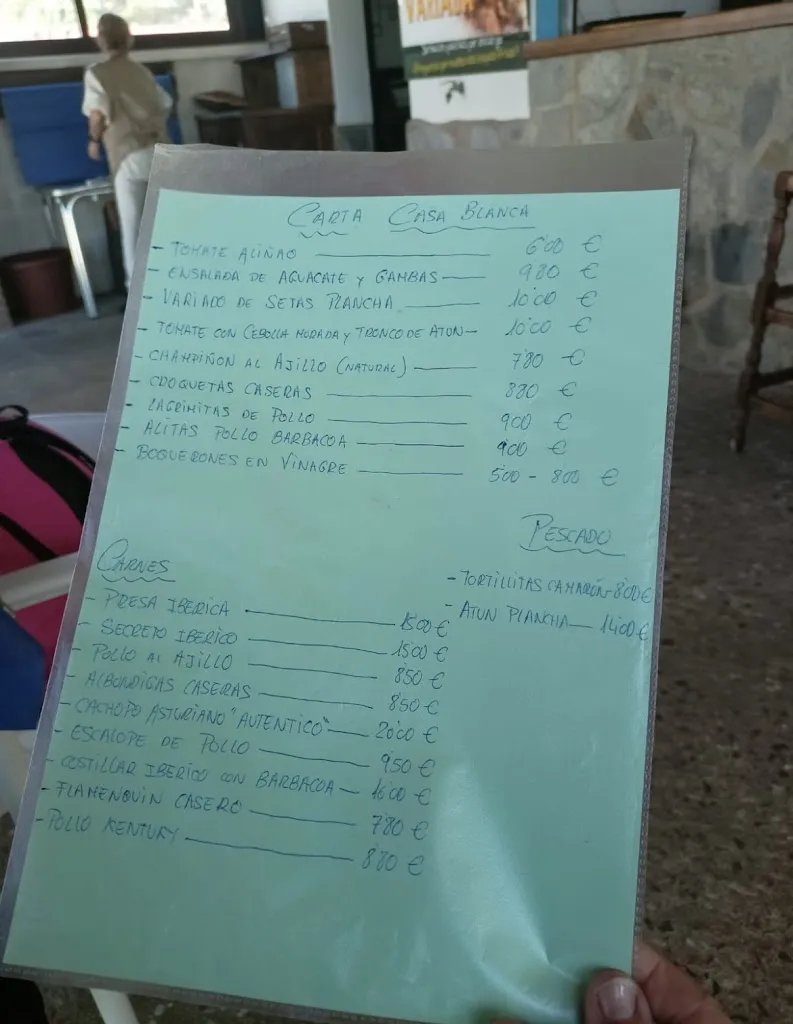 VARIADA
CARTA CASA BLANCA
- TOMATE ALIÑAO 6'00 €
- ENSALADA DE AGUACATE Y GAMBAS 9'80 €
- VARIADO DE SETAS PLANCHA 10'00 €
- TOMATE CON CEBOLLA MORADA Y TRONCO DE ATUN 10'00 €
- CHAMPIÑON AL AJILLO (NATURAL) 7'80 €
- CROQUETAS CASERAS 8'80 €
- LAGRIMITAS DE POLLO 9'00 €
- ALITAS POLLO BARBACOA 9'00 €
- BOQUERONES EN VINAGRE 5'00 - 8'00 €
PESCADO
- TORTILLITAS CAMARÓN 8'00 €
- ATUN PLANCHA 14'00 €
CARNES
- PRESA IBERICA 15'00 €
- SECRETO IBERICO 15'00 €
- POLLO AL AJILLO 8'50 €
- ALBONDIGAS CASERAS 8'50 €
- CACHOPO ASTURIANO "AUTENTICO" 20'00 €
- ESCALOPE DE POLLO 9'50 €
- COSTILLAR IBERICO CON BARBACOA 16'00 €
- FLAMENQUIN CASERO 7'80 €
- POLLO KENTURY 8'80 €